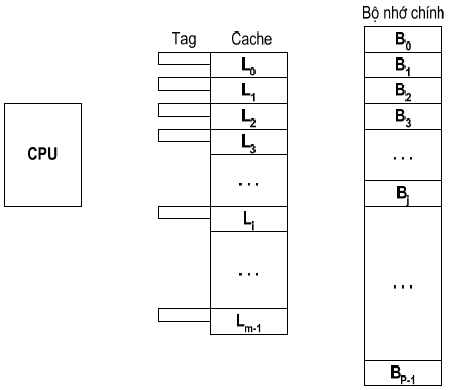 Bộ nhớ chính
Tag Cache
B0
L0
B1
L1
B2
L2
B3
L3
CPU
...
...
Bj
Li
...
...
Lm-1
BP-1